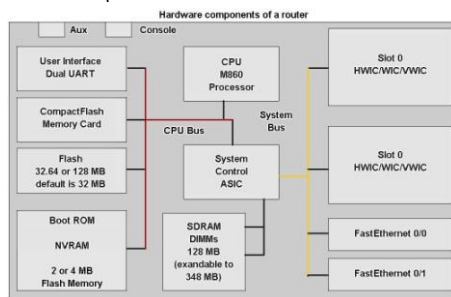 Hardware components of a router
Aux
Console
User Interface
Dual UART
CompactFlash
Memory Card
Flash
32.64 or 128 MB
default is 32 MB
Boot ROM
NVRAM
2 or 4 MB
Flash Memory
CPU
M860
Processor
CPU Bus
System
Bus
System
Control
ASIC
SDRAM
DIMMs
128 MB
(exandable to
348 MB)
Slot 0
HWIC/WIC/VWIC
Slot 0
HWIC/WIC/VWIC
FastEthernet 0/0
FastEthernet 0/1